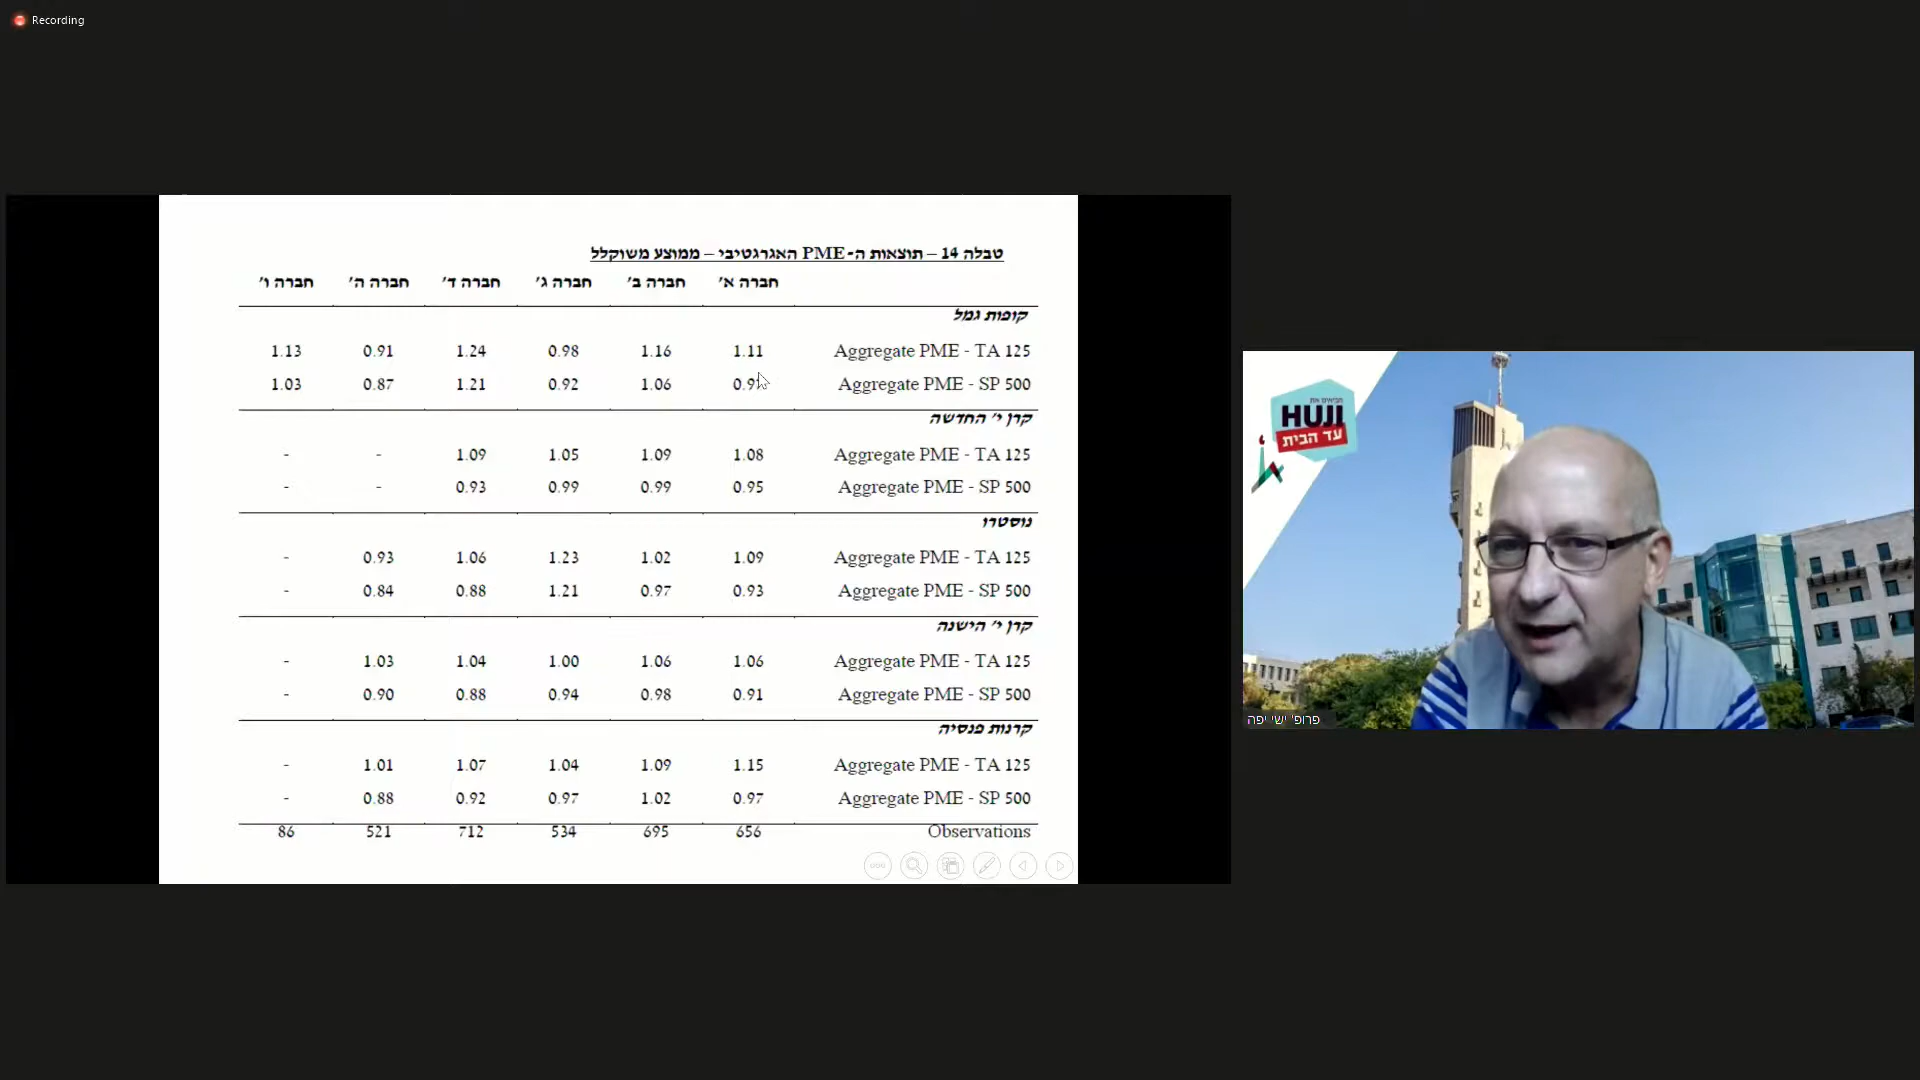 Recording
טבלה 14 – תוצאות ה-PME האגרגטיבי – ממוצע משוקלל
חברה א' חברה ב' חברה ג' חברה ד' חברה ה' חברה ו'
קופות גמל
Aggregate PME - TA 125 1.11 1.16 0.98 1.24 0.91 1.13
Aggregate PME - SP 500 1.06 0.92 1.21 0.87 1.03
קרן י' החדשה
Aggregate PME - TA 125 1.08 1.09 1.05 1.09 - -
Aggregate PME - SP 500 0.95 0.99 0.99 0.93 - -
נוסטרו
Aggregate PME - TA 125 1.09 1.02 1.23 1.06 0.93 -
Aggregate PME - SP 500 0.93 0.97 1.21 0.88 0.84 -
קרן י' הישנה
Aggregate PME - TA 125 1.06 1.06 1.00 1.04 1.03 -
Aggregate PME - SP 500 0.91 0.98 0.94 0.88 0.90 -
קרנות פנסיה
Aggregate PME - TA 125 1.15 1.09 1.04 1.07 1.01 -
Aggregate PME - SP 500 0.97 1.02 0.97 0.92 0.88 -
Observations 656 695 534 712 521 86
מביאים את
HUJI
עד הבית
פרופ' ישי יפה